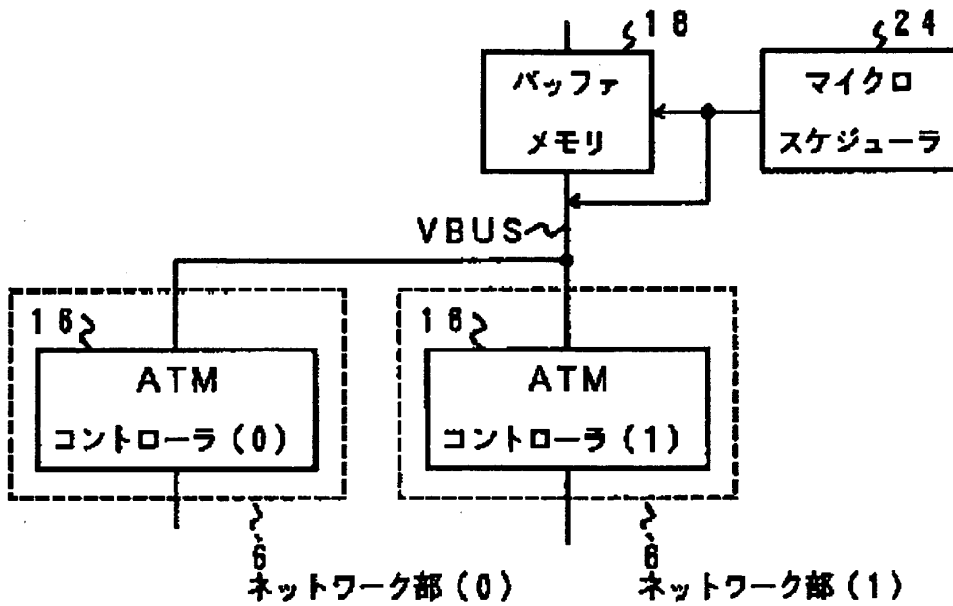 18
24
バッファ
メモリ
マイクロ
スケジューラ
VBUS
16
16
ATM
コントローラ(0)
ATM
コントローラ(1)
6
6
ネットワーク部(0)
ネットワーク部(1)